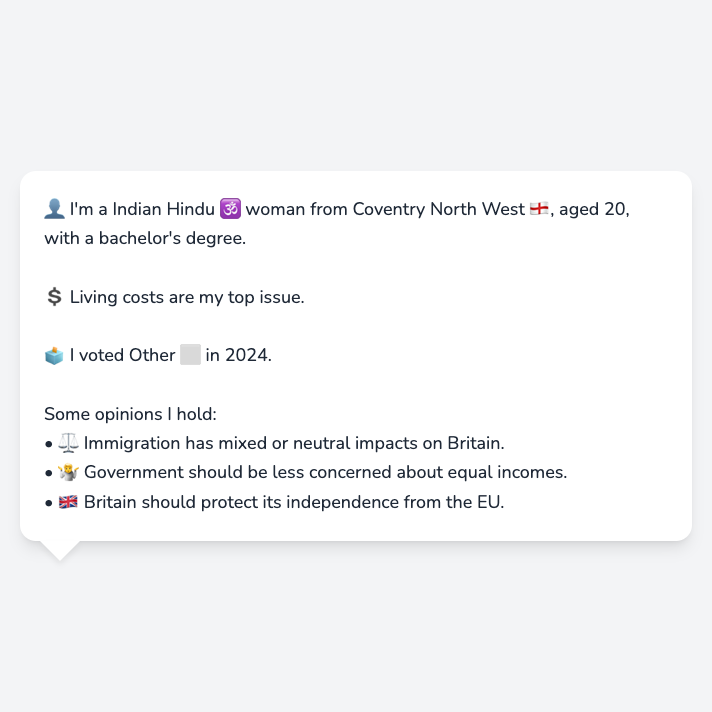 👤 I'm a Indian Hindu 🕉️ woman from Coventry North West 🏴󠁧󠁢󠁥󠁮󠁧󠁿, aged 20,
with a bachelor's degree.
💲 Living costs are my top issue.
🗳️ I voted Other ⬜ in 2024.
Some opinions I hold:
• ⚖️ Immigration has mixed or neutral impacts on Britain.
• 🤷 Government should be less concerned about equal incomes.
• 🇬🇧 Britain should protect its independence from the EU.